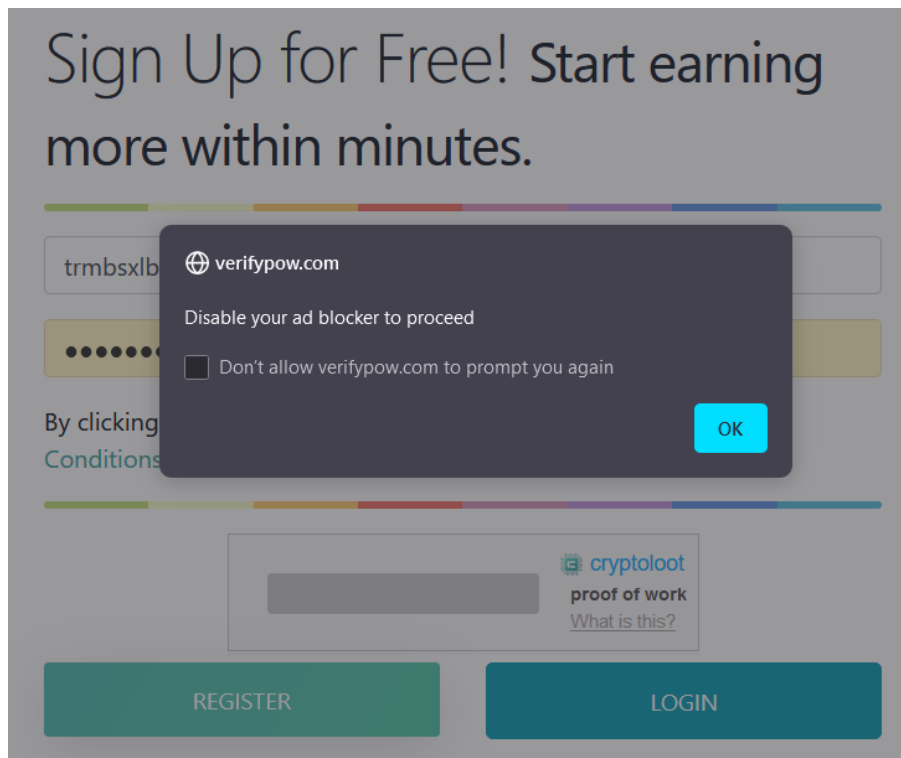 Sign Up for Free! Start earning
more within minutes.
trmbsxlb
verifypow.com
Disable your ad blocker to proceed
Don't allow verifypow.com to prompt you again
OK
By clicking
Conditions
cryptoloot
proof of work
What is this?
REGISTER
LOGIN